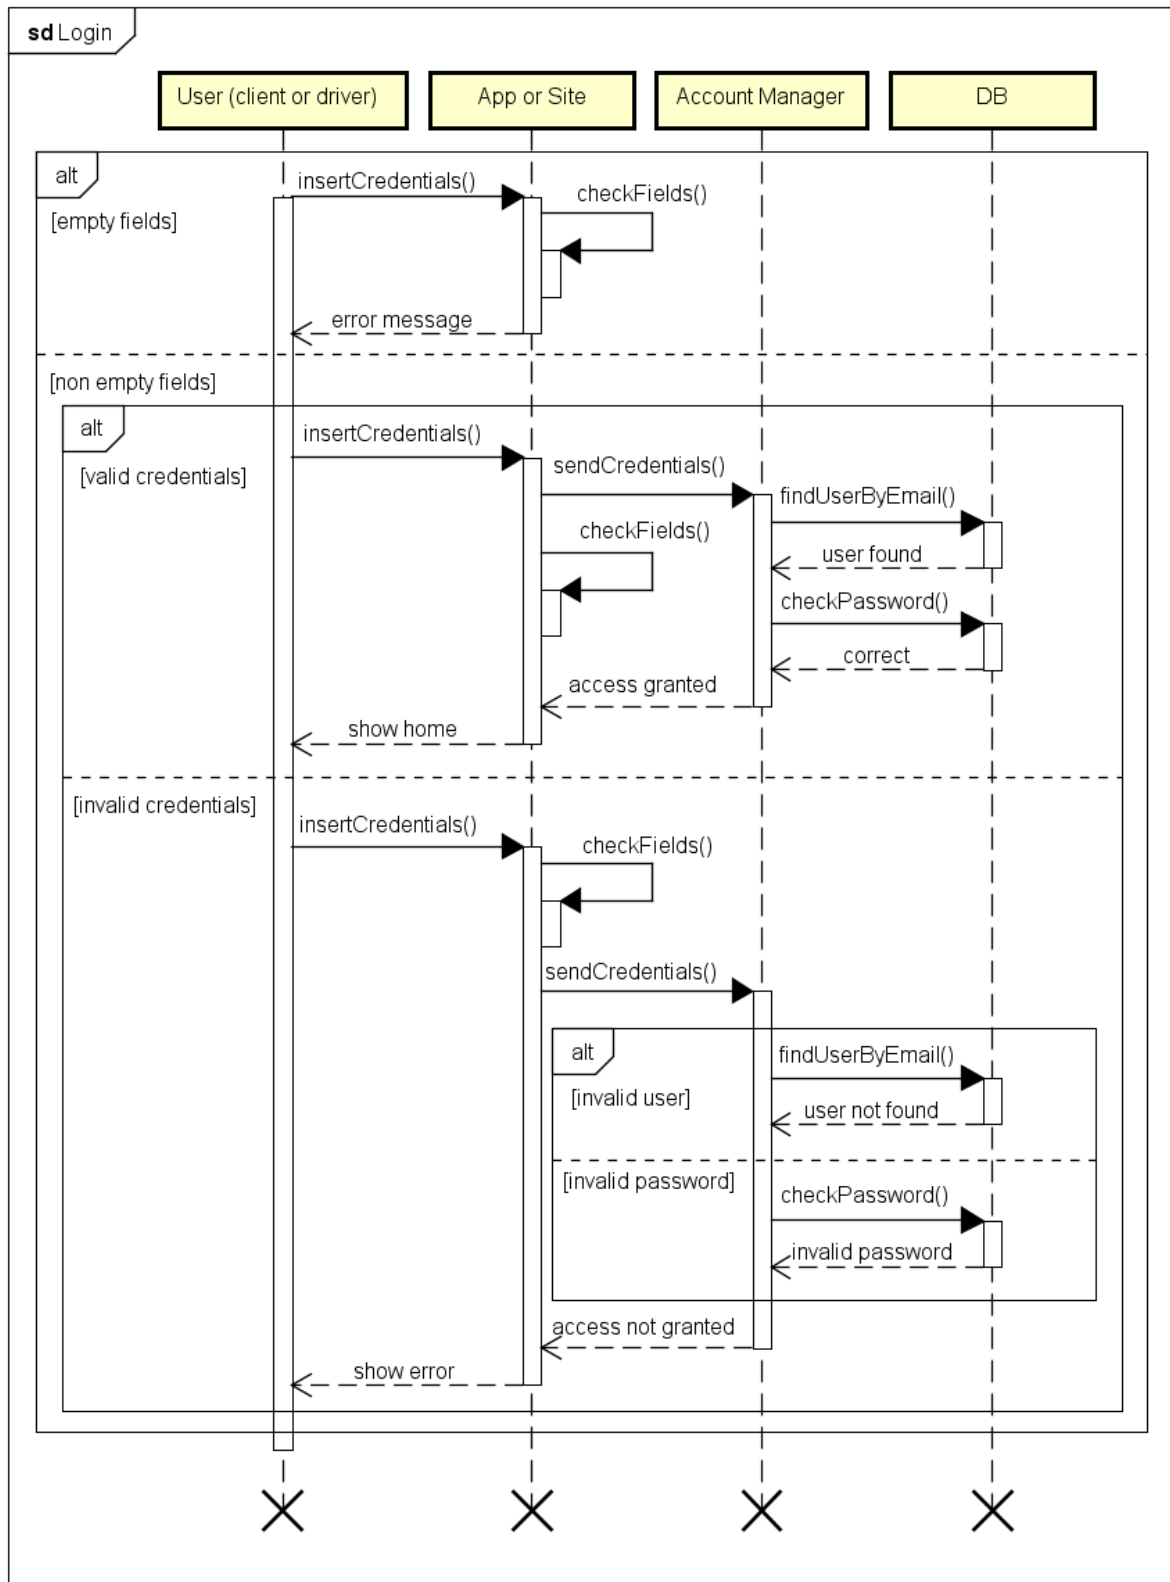 sd Login
User (client or driver)
App or Site
Account Manager
DB
alt
insertCredentials()
checkFields()
[empty fields]
error message
[non empty fields]
alt
insertCredentials()
[valid credentials]
sendCredentials()
findUserByEmail()
checkFields()
user found
checkPassword()
correct
access granted
show home
[invalid credentials]
insertCredentials()
checkFields()
sendCredentials()
alt
findUserByEmail()
[invalid user]
user not found
[invalid password]
checkPassword()
invalid password
access not granted
show error